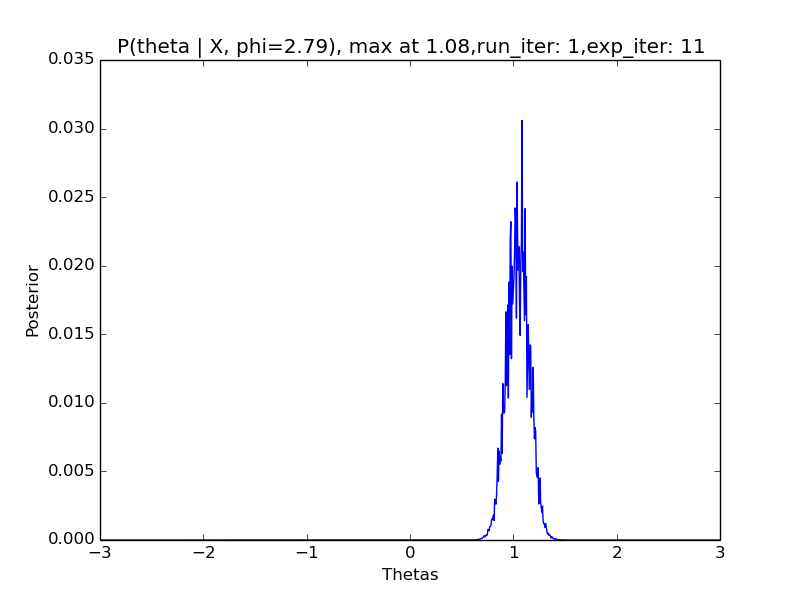 P(theta | X, phi=2.79), max at 1.08,run_iter: 1,exp_iter: 11
0.035
0.030
0.025
0.020
0.015
0.010
0.005
0.000
Posterior
−3 −2 −1 0 1 2 3
Thetas